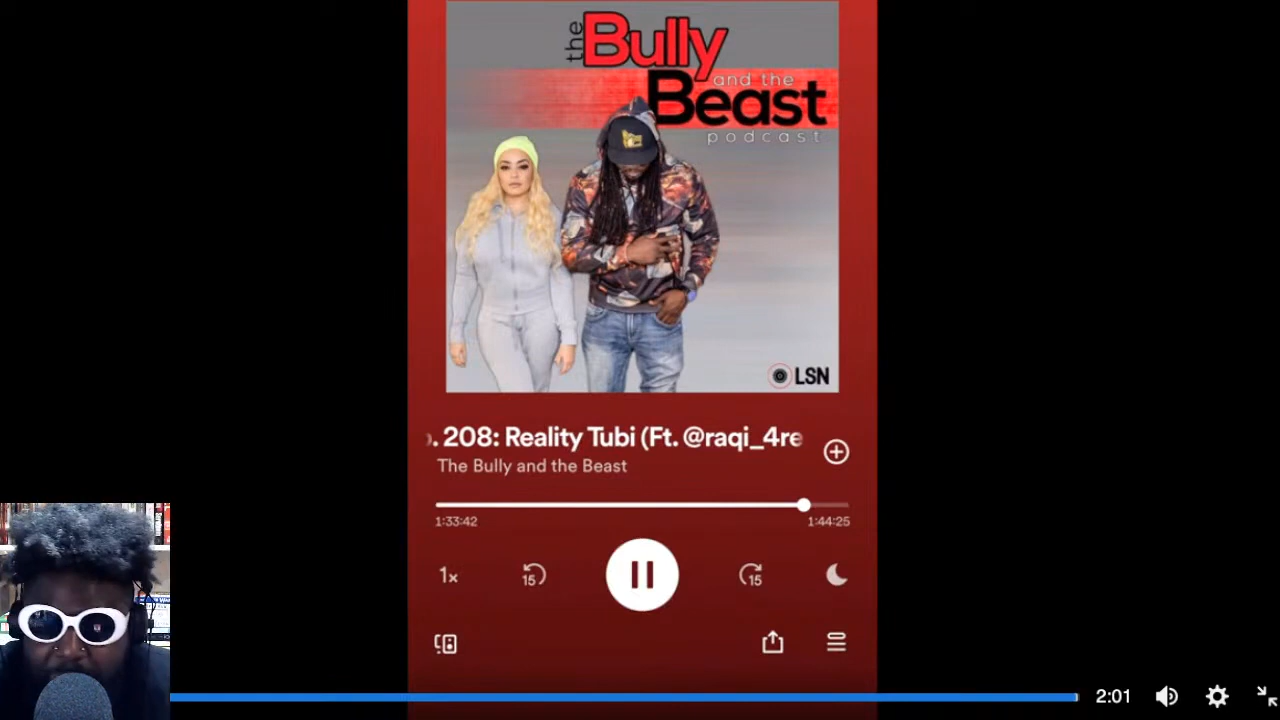 the Bully
and the
Beast
podcast
LSN
. 208: Reality Tubi (Ft. @raqi_4re
The Bully and the Beast
1:33:42
1:44:25
1x
15
15
2:01